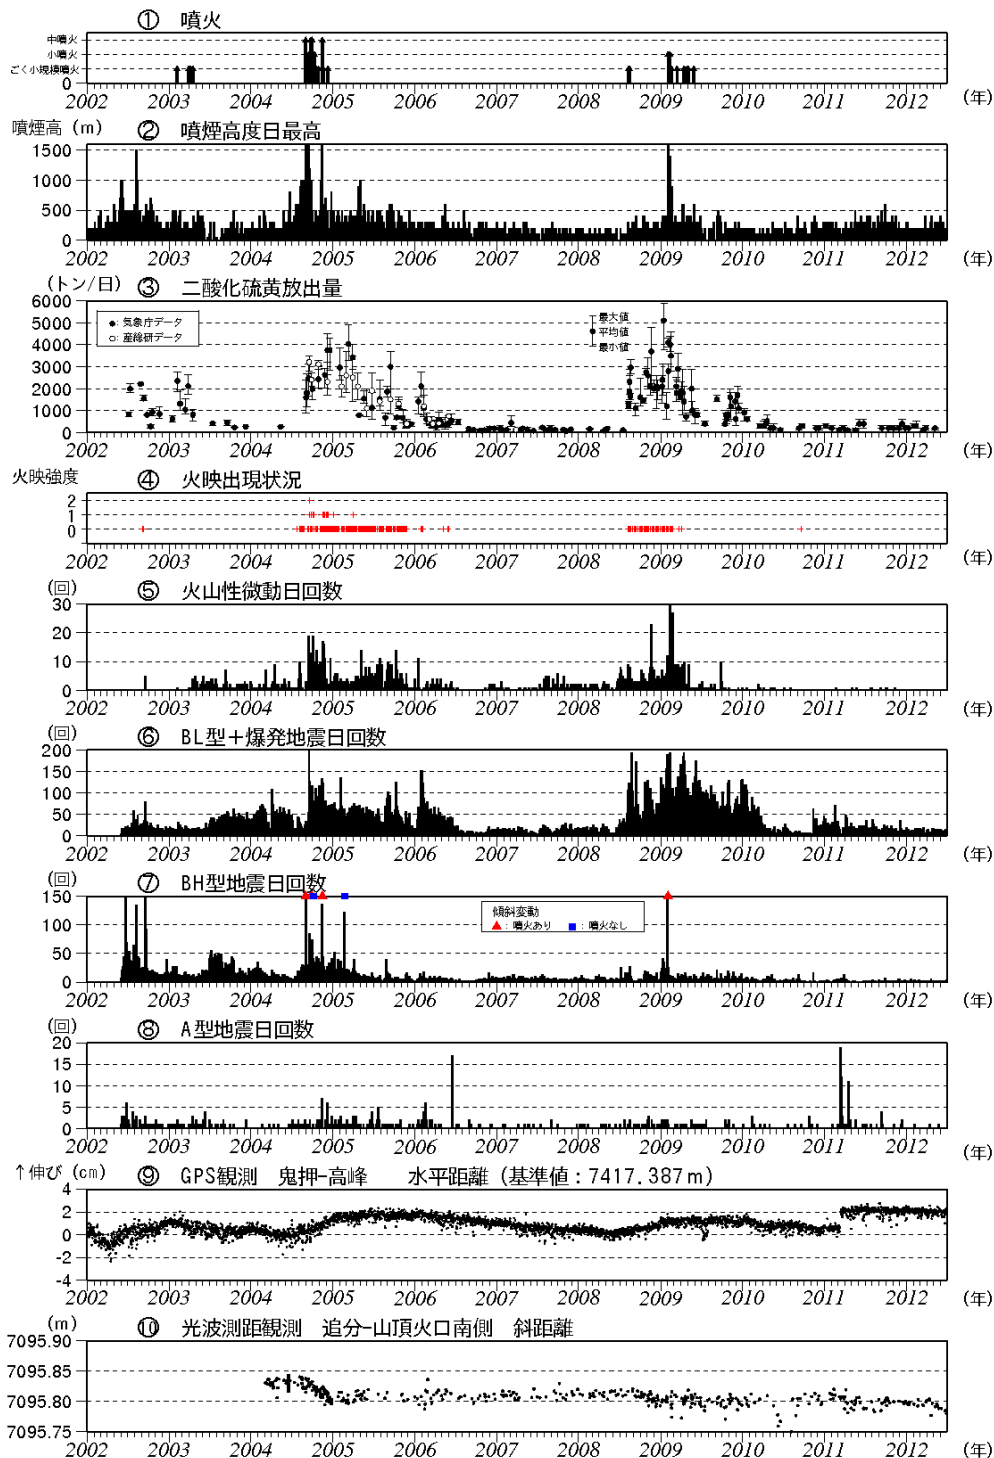 ① 噴火
中噴火
小噴火
ごく小規模噴火
0
2002 2003 2004 2005 2006 2007 2008 2009 2010 2011 2012 (年)
噴煙高 (m) ② 噴煙高度日最高
1500
1000
500
0
2002 2003 2004 2005 2006 2007 2008 2009 2010 2011 2012 (年)
(トン/日) ③ 二酸化硫黄放出量
6000
5000
4000
3000
2000
1000
0
●: 気象庁データ
○: 産総研データ
最大値
平均値
最小値
2002 2003 2004 2005 2006 2007 2008 2009 2010 2011 2012 (年)
火映強度 ④ 火映出現状況
2
1
0
2002 2003 2004 2005 2006 2007 2008 2009 2010 2011 2012 (年)
(回) ⑤ 火山性微動日回数
30
20
10
0
2002 2003 2004 2005 2006 2007 2008 2009 2010 2011 2012 (年)
(回) ⑥ BL型+爆発地震日回数
200
150
100
50
0
2002 2003 2004 2005 2006 2007 2008 2009 2010 2011 2012 (年)
(回) ⑦ BH型地震日回数
150
100
50
0
傾斜変動
▲: 噴火あり ■: 噴火なし
2002 2003 2004 2005 2006 2007 2008 2009 2010 2011 2012 (年)
(回) ⑧ A型地震日回数
20
15
10
5
0
2002 2003 2004 2005 2006 2007 2008 2009 2010 2011 2012 (年)
↑伸び (cm) ⑨ GPS観測 鬼押-高峰 水平距離 (基準値:7417.387m)
4
2
0
-2
-4
2002 2003 2004 2005 2006 2007 2008 2009 2010 2011 2012 (年)
(m) ⑩ 光波測距観測 追分-山頂火口南側 斜距離
7095.90
7095.85
7095.80
7095.75
2002 2003 2004 2005 2006 2007 2008 2009 2010 2011 2012 (年)